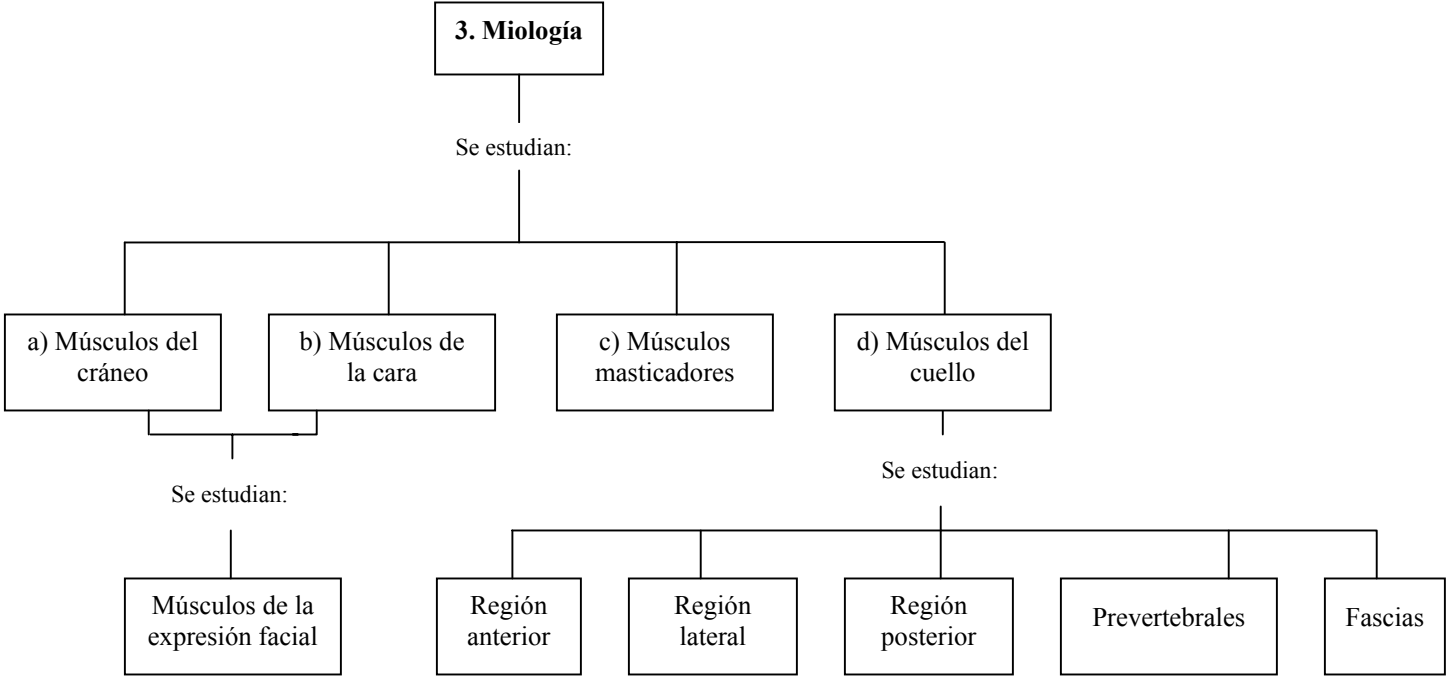 3. Miología
Se estudian:
a) Músculos del
cráneo
b) Músculos de
la cara
c) Músculos
masticadores
d) Músculos del
cuello
Se estudian:
Se estudian:
Músculos de la
expresión facial
Región
anterior
Región
lateral
Región
posterior
Prevertebrales
Fascias